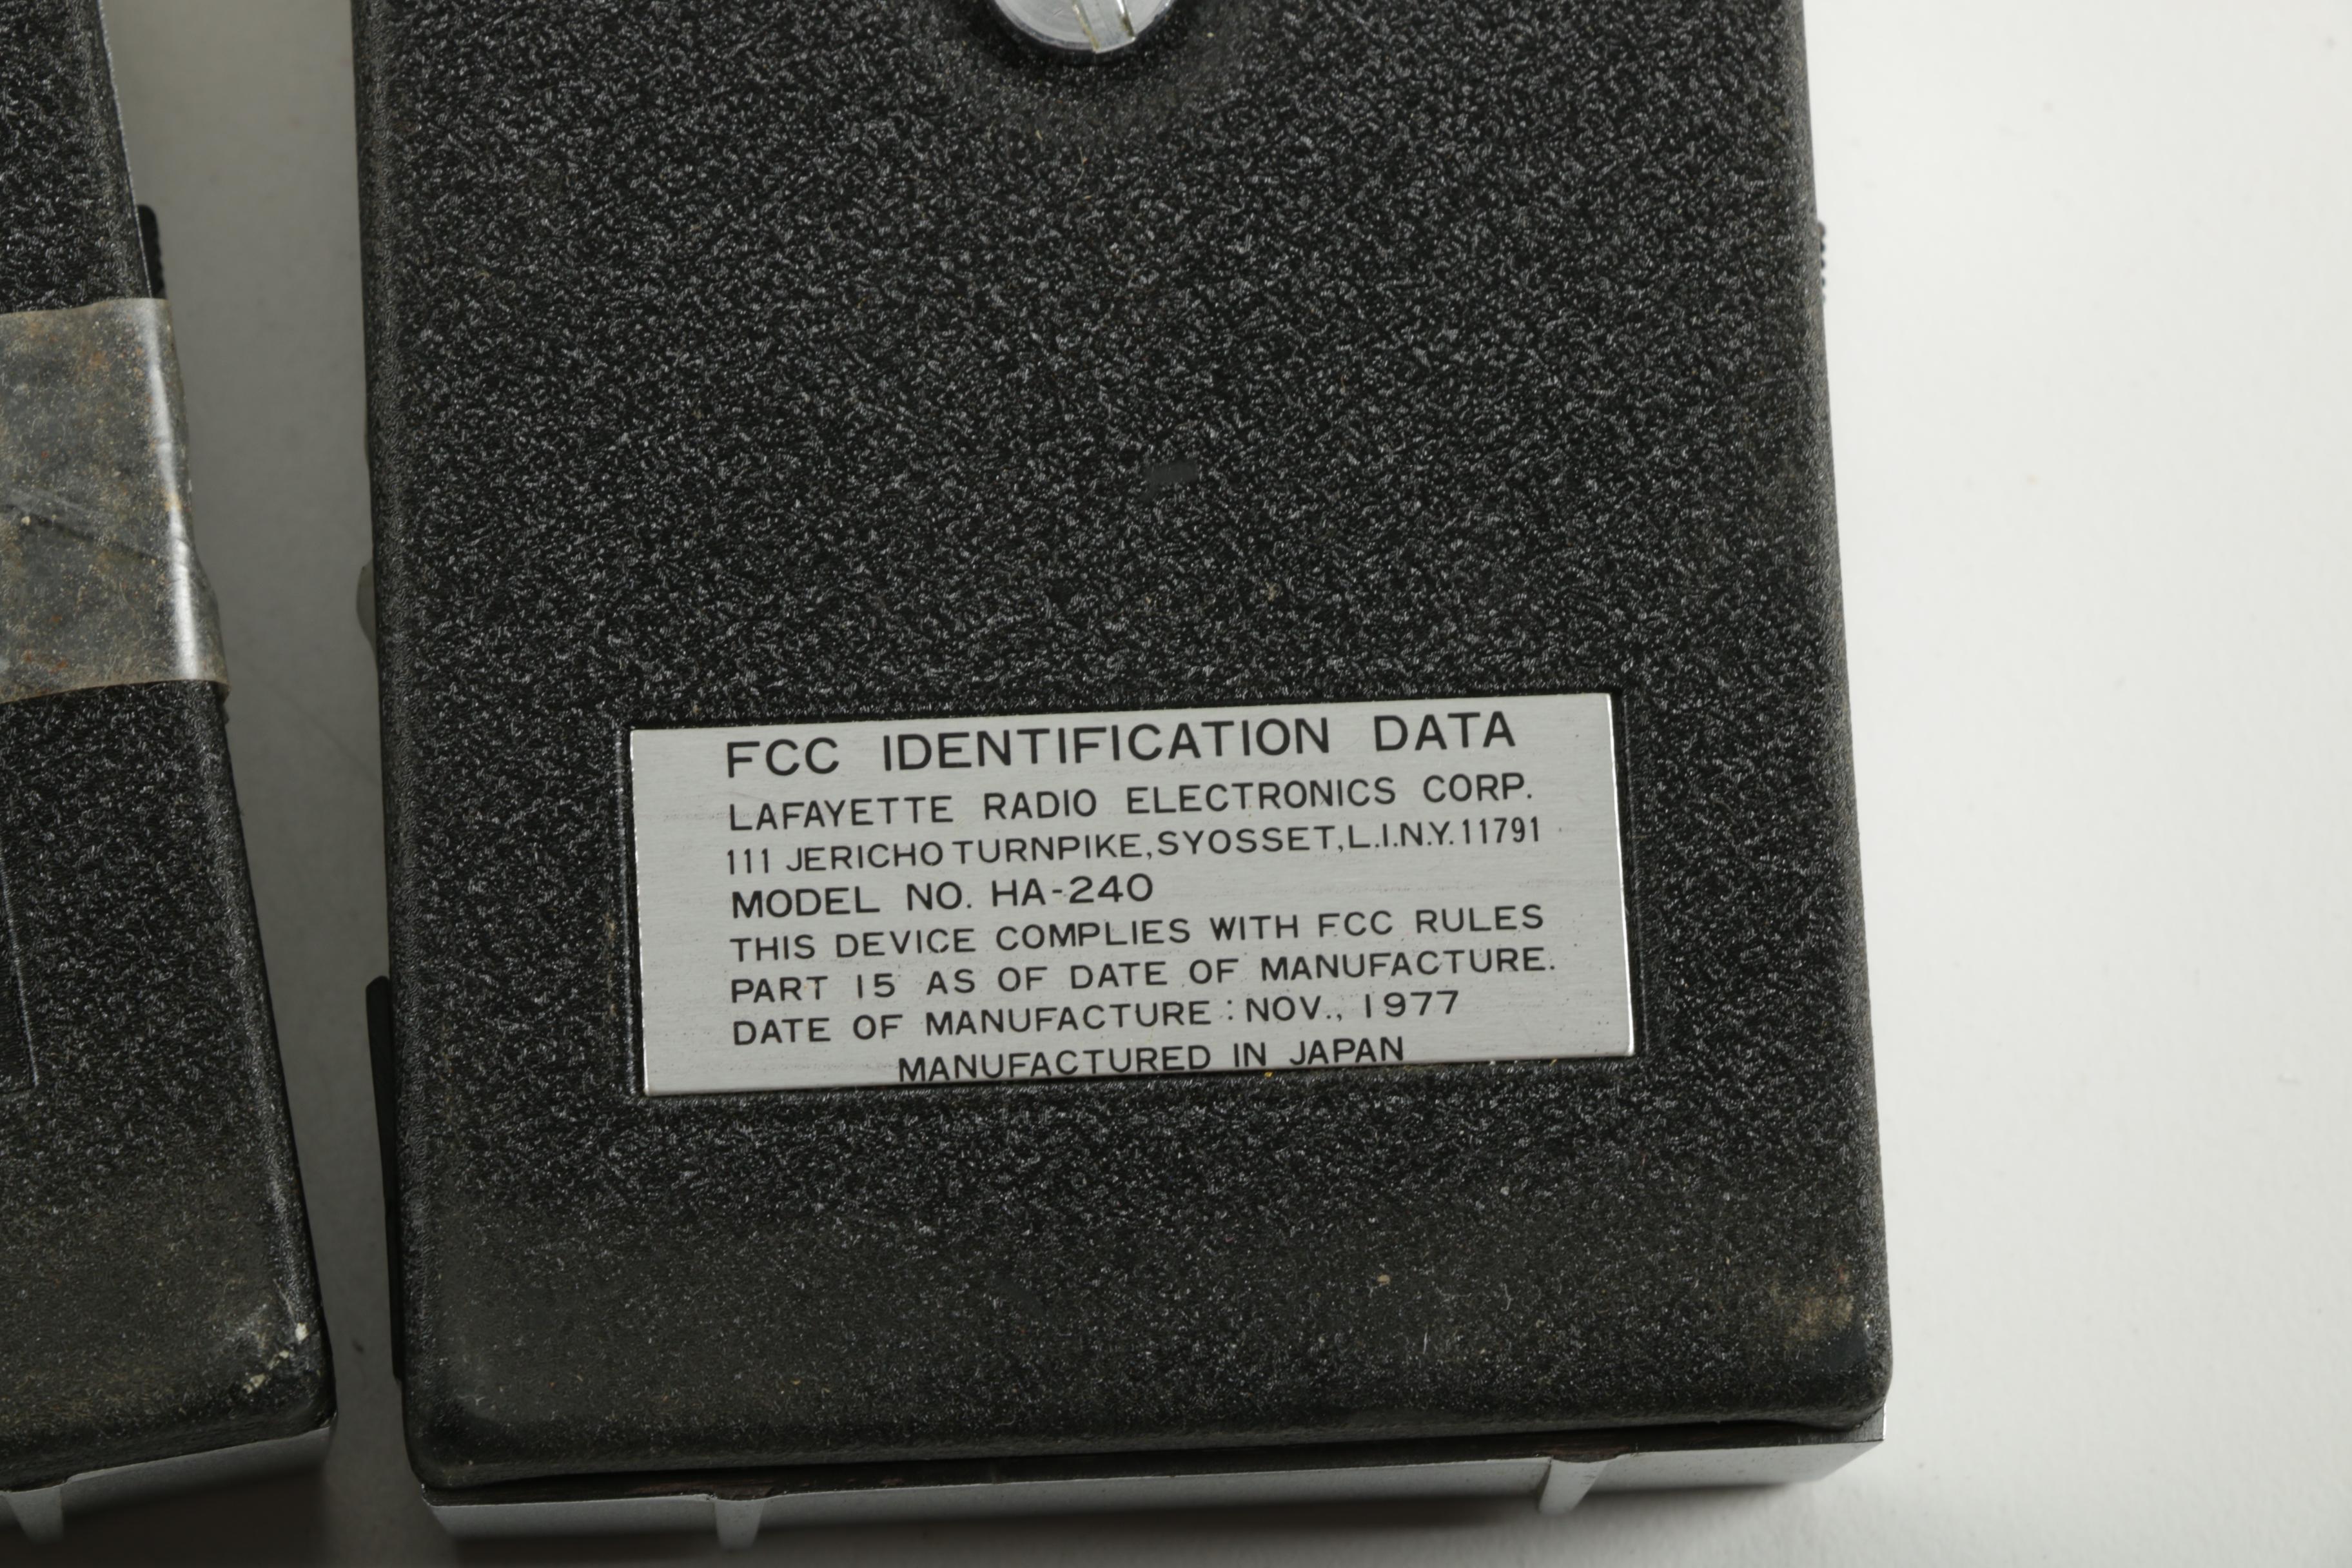 FCC IDENTIFICATION DATA
LAFAYETTE RADIO ELECTRONICS CORP.
111 JERICHO TURNPIKE, SYOSSET, L.I.N.Y. 11791
MODEL NO. HA-240
THIS DEVICE COMPLIES WITH FCC RULES
PART 15 AS OF DATE OF MANUFACTURE.
DATE OF MANUFACTURE : NOV., 1977
MANUFACTURED IN JAPAN